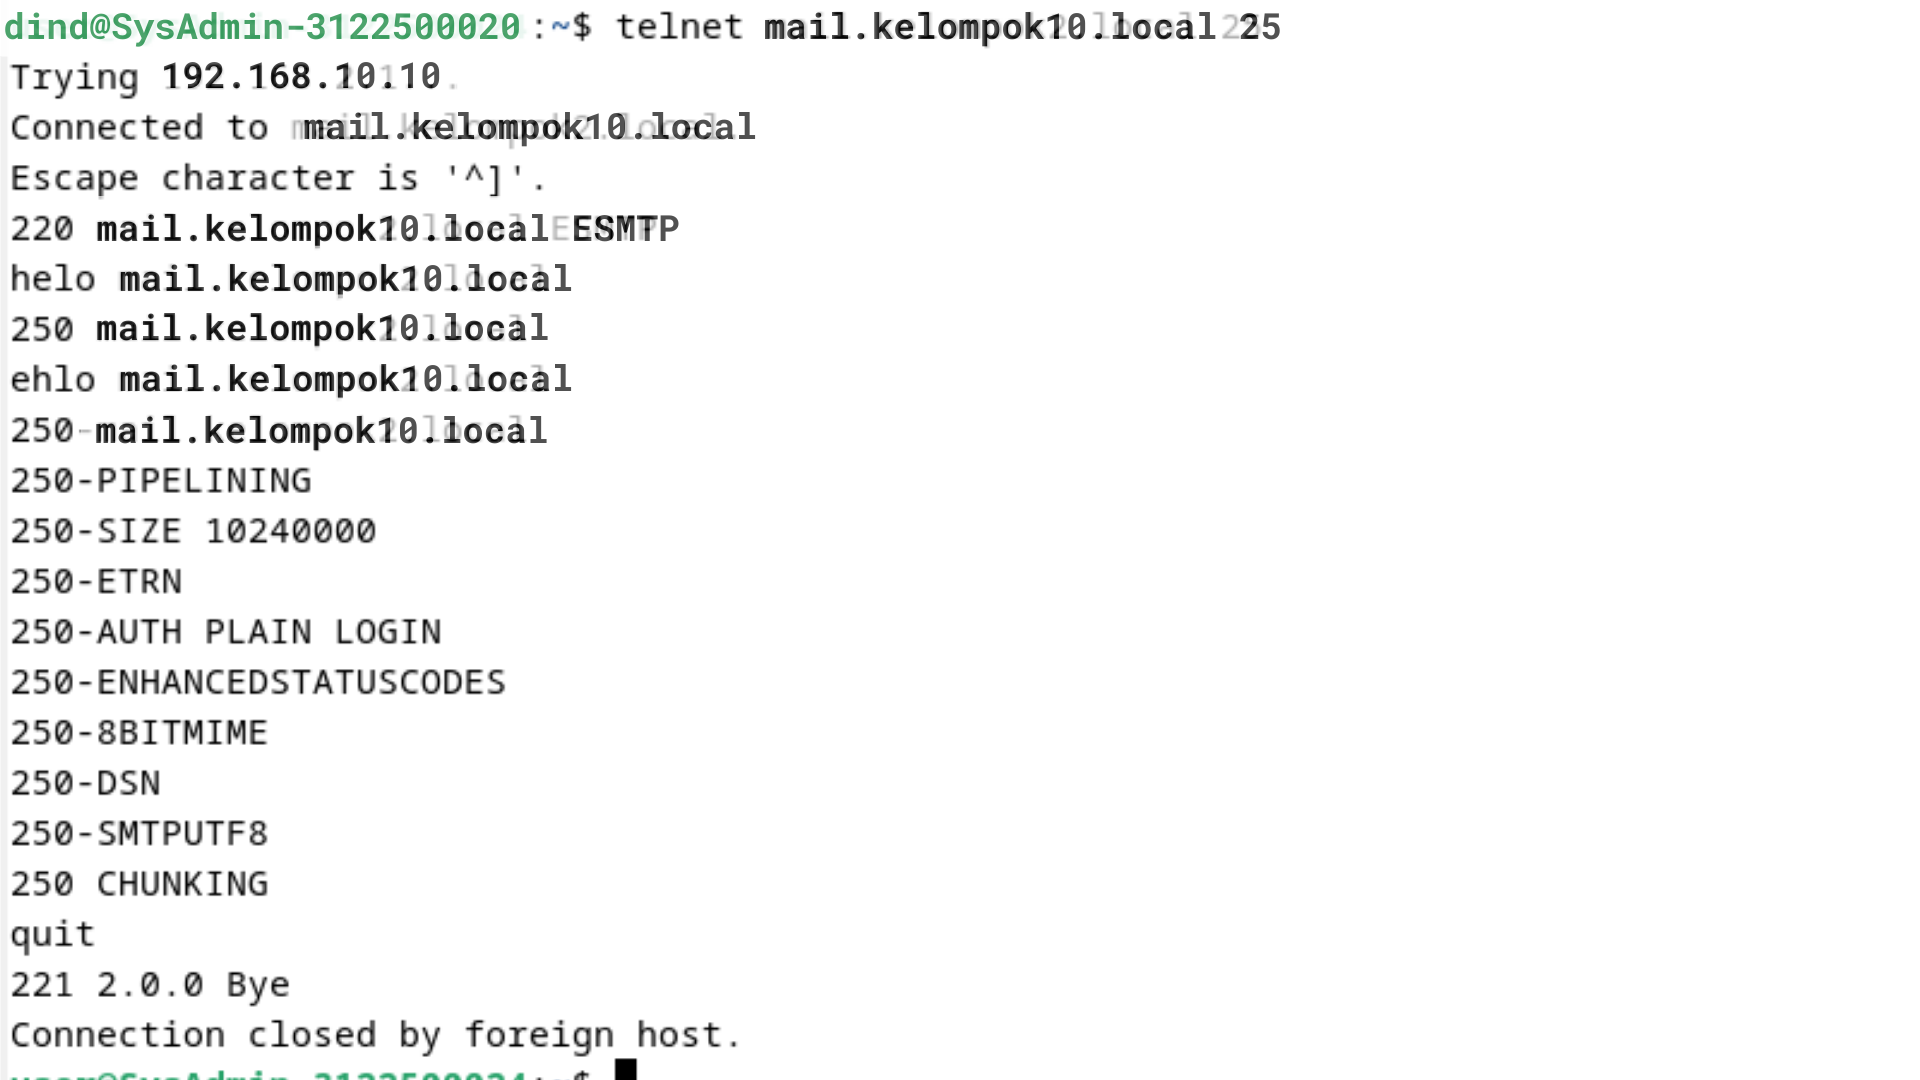 dind@SysAdmin-3122500020:~$ telnet mail.kelompok10.local 25
Trying 192.168.10.10.
Connected to mail.kelompok10.local
Escape character is '^]'.
220 mail.kelompok10.local ESMTP
helo mail.kelompok10.local
250 mail.kelompok10.local
ehlo mail.kelompok10.local
250-mail.kelompok10.local
250-PIPELINING
250-SIZE 10240000
250-ETRN
250-AUTH PLAIN LOGIN
250-ENHANCEDSTATUSCODES
250-8BITMIME
250-DSN
250-SMTPUTF8
250 CHUNKING
quit
221 2.0.0 Bye
Connection closed by foreign host.
user@SysAdmin-3122500024:~$